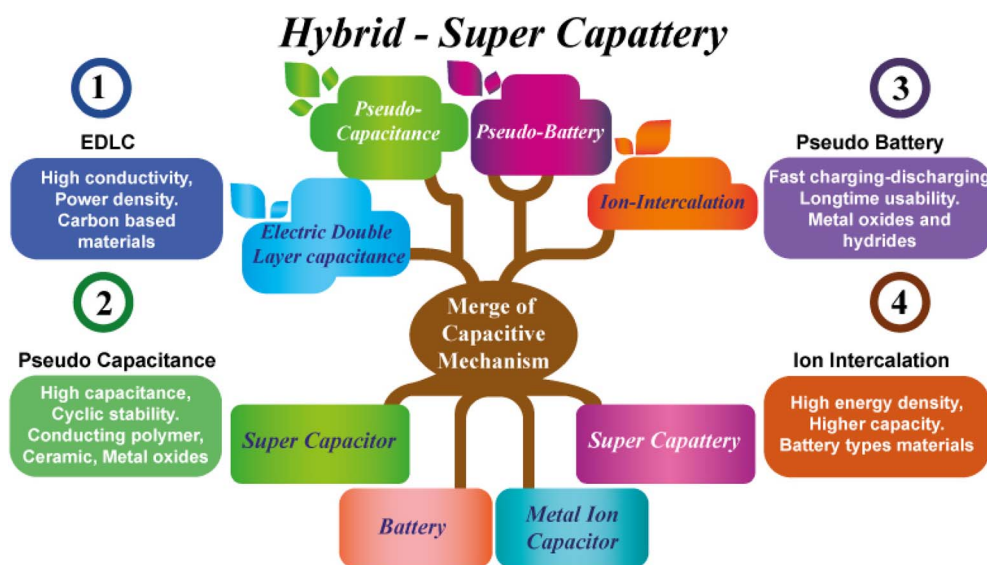 Hybrid - Super Capattery
1
EDLC
High conductivity,
Power density.
Carbon based
materials
2
Pseudo Capacitance
High capacitance,
Cyclic stability.
Conducting polymer,
Ceramic, Metal oxides
Pseudo-
Capacitance
Pseudo-Battery
Electric Double
Layer capacitance
Ion-Intercalation
Merge of
Capacitive
Mechanism
Super Capacitor
Super Capattery
Battery
Metal Ion
Capacitor
3
Pseudo Battery
Fast charging-discharging
Longtime usability.
Metal oxides and
hydrides
4
Ion Intercalation
High energy density,
Higher capacity.
Battery types materials